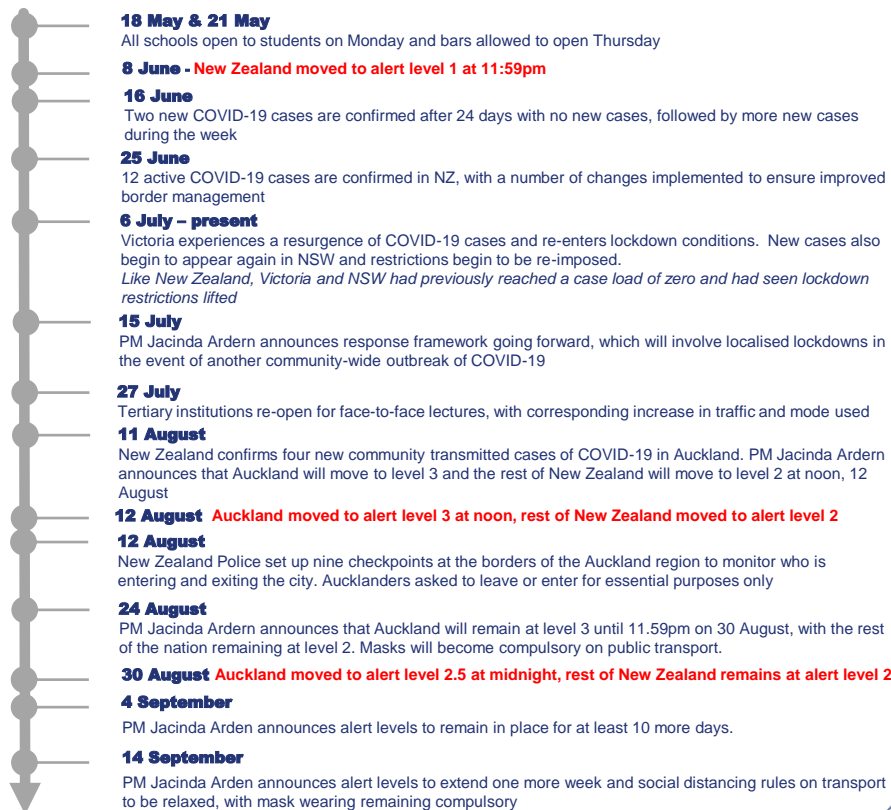 18 May & 21 May
All schools open to students on Monday and bars allowed to open Thursday
8 June - New Zealand moved to alert level 1 at 11:59pm
16 June
Two new COVID-19 cases are confirmed after 24 days with no new cases, followed by more new cases
during the week
25 June
12 active COVID-19 cases are confirmed in NZ, with a number of changes implemented to ensure improved
border management
6 July – present
Victoria experiences a resurgence of COVID-19 cases and re-enters lockdown conditions.  New cases also
begin to appear again in NSW and restrictions begin to be re-imposed.
Like New Zealand, Victoria and NSW had previously reached a case load of zero and had seen lockdown
restrictions lifted
15 July
PM Jacinda Ardern announces response framework going forward, which will involve localised lockdowns in
the event of another community-wide outbreak of COVID-19
27 July
Tertiary institutions re-open for face-to-face lectures, with corresponding increase in traffic and mode used
11 August
New Zealand confirms four new community transmitted cases of COVID-19 in Auckland. PM Jacinda Ardern
announces that Auckland will move to level 3 and the rest of New Zealand will move to level 2 at noon, 12
August
12 August  Auckland moved to alert level 3 at noon, rest of New Zealand moved to alert level 2
12 August
New Zealand Police set up nine checkpoints at the borders of the Auckland region to monitor who is
entering and exiting the city. Aucklanders asked to leave or enter for essential purposes only
24 August
PM Jacinda Ardern announces that Auckland will remain at level 3 until 11.59pm on 30 August, with the rest
of the nation remaining at level 2. Masks will become compulsory on public transport.
30 August Auckland moved to alert level 2.5 at midnight, rest of New Zealand remains at alert level 2
4 September
PM Jacinda Arden announces alert levels to remain in place for at least 10 more days.
14 September
PM Jacinda Arden announces alert levels to extend one more week and social distancing rules on transport
to be relaxed, with mask wearing remaining compulsory